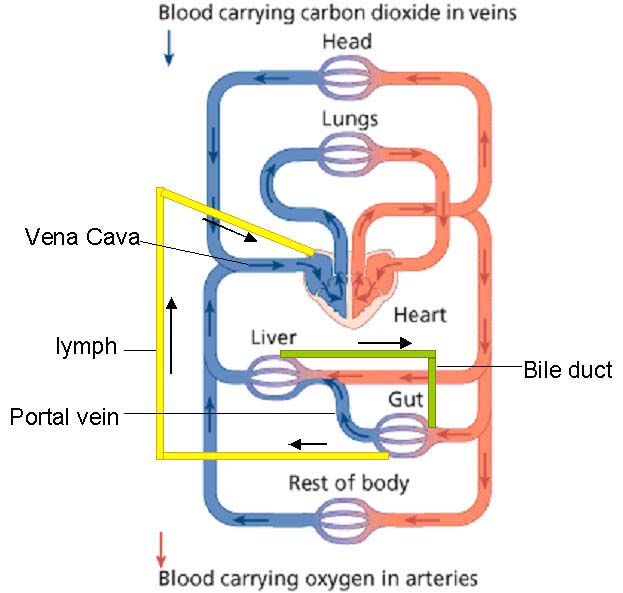 Blood carrying carbon dioxide in veins
Head
Lungs
Vena Cava
Heart
Liver
lymph
Bile duct
Gut
Portal vein
Rest of body
Blood carrying oxygen in arteries